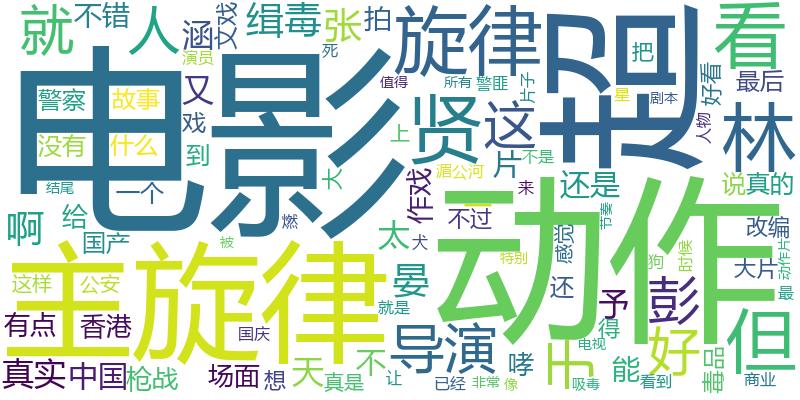 就
不错
人
涵
文戏
缉毒
张
拍
旋律
把
看
死
演员
值得
所有
警匪
片子
星
剧本
好看
最后
警察
故事
又
电影
贤
这
超
人物
林
没有
什么
戏
到
上
湄公河
片
不是
结尾
一个
大
作戏
一
来
还是
说
真的
啊
给
国产
燃
太
不过
动作
节奏
改编
被
犬
特别
感觉
狗
时候
动作片
这样
公安
主旋律
就是
晏
还
大片
最
有点
香港
国庆
导演
于
予
彭
但
得
电视
真实
中国
枪战
场面
想
天
真是
不
让
已经
非常
像
哮
吸毒
能
看到
好
毒品
商业